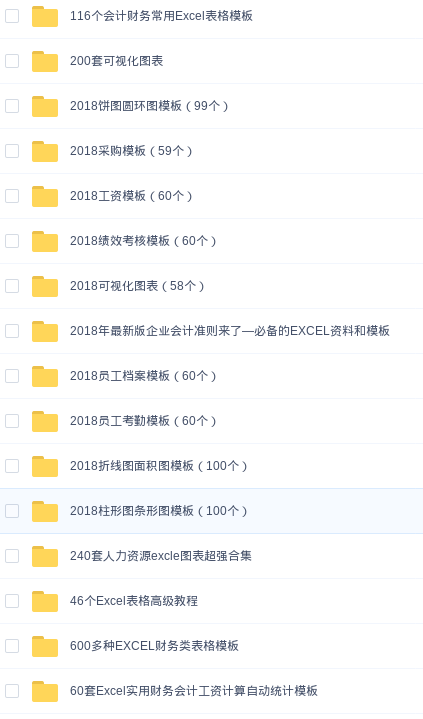 116个会计财务常用Excel表格模板
200套可视化图表
2018饼图圆环图模板（99个）
2018采购模板（59个）
2018工资模板（60个）
2018绩效考核模板（60个）
2018可视化图表（58个）
2018年最新版企业会计准则来了—必备的EXCEL资料和模板
2018员工档案模板（60个）
2018员工考勤模板（60个）
2018折线图面积图模板（100个）
2018柱形图条形图模板（100个）
240套人力资源excle图表超强合集
46个Excel表格高级教程
600多种EXCEL财务类表格模板
60套Excel实用财务会计工资计算自动统计模板